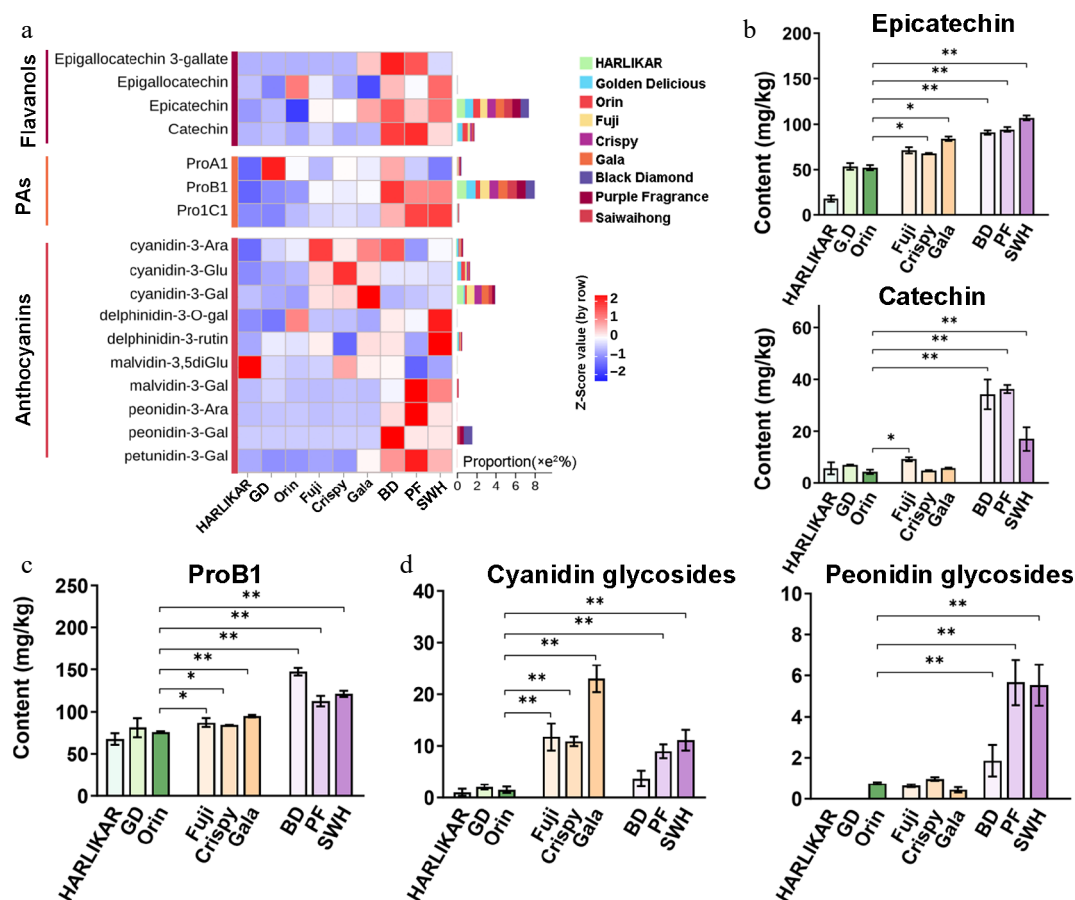 a
Flavanols
Epigallocatechin 3-gallate
Epigallocatechin
Epicatechin
Catechin
PAs
ProA1
ProB1
Pro1C1
Anthocyanins
cyanidin-3-Ara
cyanidin-3-Glu
cyanidin-3-Gal
delphinidin-3-O-gal
delphinidin-3-rutin
malvidin-3,5diGlu
malvidin-3-Gal
peonidin-3-Ara
peonidin-3-Gal
petunidin-3-Gal
HARLIKAR
GD
Orin
Fuji
Crispy
Gala
BD
PF
SWH
Proportion(×e²%)
0 2 4 6 8
HARLIKAR
Golden Delicious
Orin
Fuji
Crispy
Gala
Black Diamond
Purple Fragrance
Saiwaihong
Z-Score value (by row)
2
1
0
−1
−2
b
Epicatechin
Content (mg/kg)
200
150
100
50
0
**
**
**
*
*
HARLIKAR
G.D
Orin
Fuji
Crispy
Gala
BD
PF
SWH
Catechin
Content (mg/kg)
60
40
20
0
**
**
**
*
HARLIKAR
GD
Orin
Fuji
Crispy
Gala
BD
PF
SWH
c
ProB1
Content (mg/kg)
250
200
150
100
50
0
**
**
**
**
*
*
HARLIKAR
GD
Orin
Fuji
Crispy
Gala
BD
PF
SWH
d
Cyanidin glycosides
40
30
20
10
0
**
**
**
**
**
HARLIKAR
GD
Orin
Fuji
Crispy
Gala
BD
PF
SWH
Peonidin glycosides
10
8
6
4
2
0
**
**
**
HARLIKAR
GD
Orin
Fuji
Crispy
Gala
BD
PF
SWH